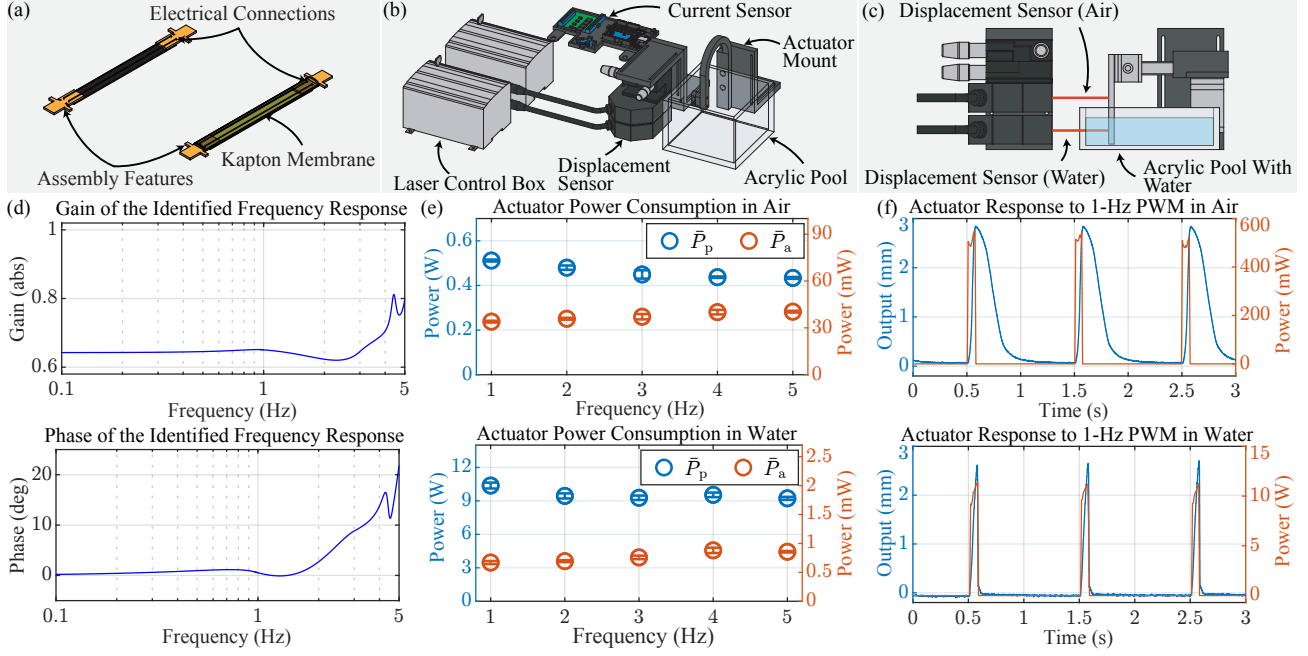 (a)
Electrical Connections
Kapton Membrane
Assembly Features
(b)
Current Sensor
Actuator
Mount
Displacement
Sensor
Laser Control Box
Acrylic Pool
(c)
Displacement Sensor (Air)
Displacement Sensor (Water)
Acrylic Pool With
Water
(d)
Gain of the Identified Frequency Response
Gain (abs)
1
0.8
0.6
0.1
1
5
Frequency (Hz)
Phase of the Identified Frequency Response
Phase (deg)
20
10
0
0.1
1
5
Frequency (Hz)
(e)
Actuator Power Consumption in Air
P̄p
P̄a
Power (W)
0.6
0.4
0.2
0
Power (mW)
100
60
30
0
1
2
3
4
5
Frequency (Hz)
Actuator Power Consumption in Water
P̄p
P̄a
Power (W)
12
9
6
3
0
Power (mW)
2.5
2
1.5
1
0.5
0
1
2
3
4
5
Frequency (Hz)
(f)
Actuator Response to 1-Hz PWM in Air
Output (mm)
3
2
1
0
Power (mW)
600
400
200
0
0
0.5
1
1.5
2
2.5
3
Time (s)
Actuator Response to 1-Hz PWM in Water
Output (mm)
3
2
1
0
Power (W)
15
10
5
0
0
0.5
1
1.5
2
2.5
3
Time (s)